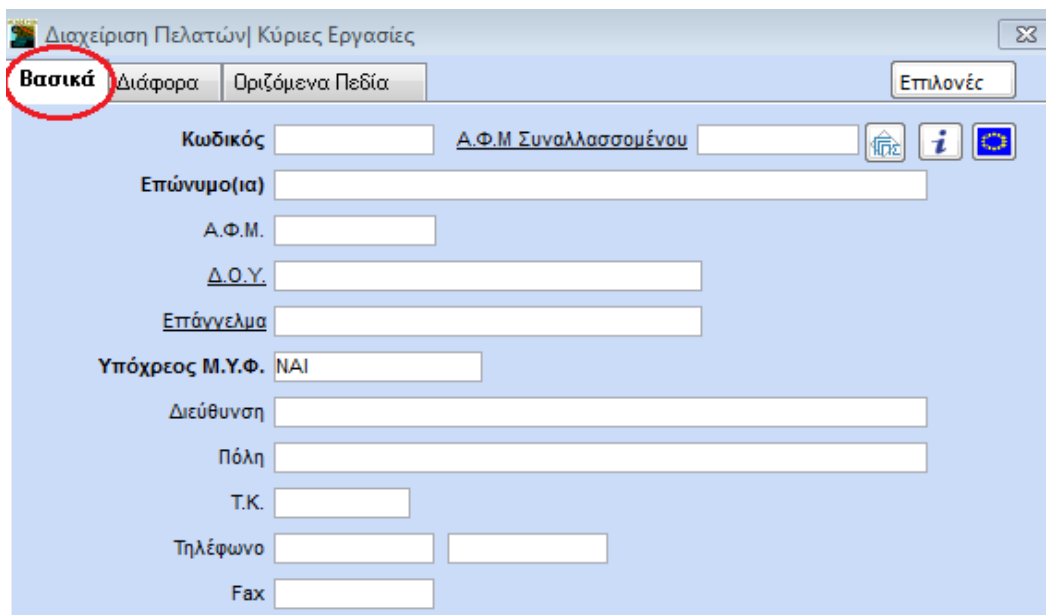 Διαχείριση Πελατών| Κύριες Εργασίες
Βασικά Διάφορα Οριζόμενα Πεδία Επιλογές
Κωδικός Α.Φ.Μ Συναλλασσομένου ΓΓΠΣ i
Επώνυμο(ια)
Α.Φ.Μ.
Δ.Ο.Υ.
Επάγγελμα
Υπόχρεος Μ.Υ.Φ. ΝΑΙ
Διεύθυνση
Πόλη
Τ.Κ.
Τηλέφωνο
Fax